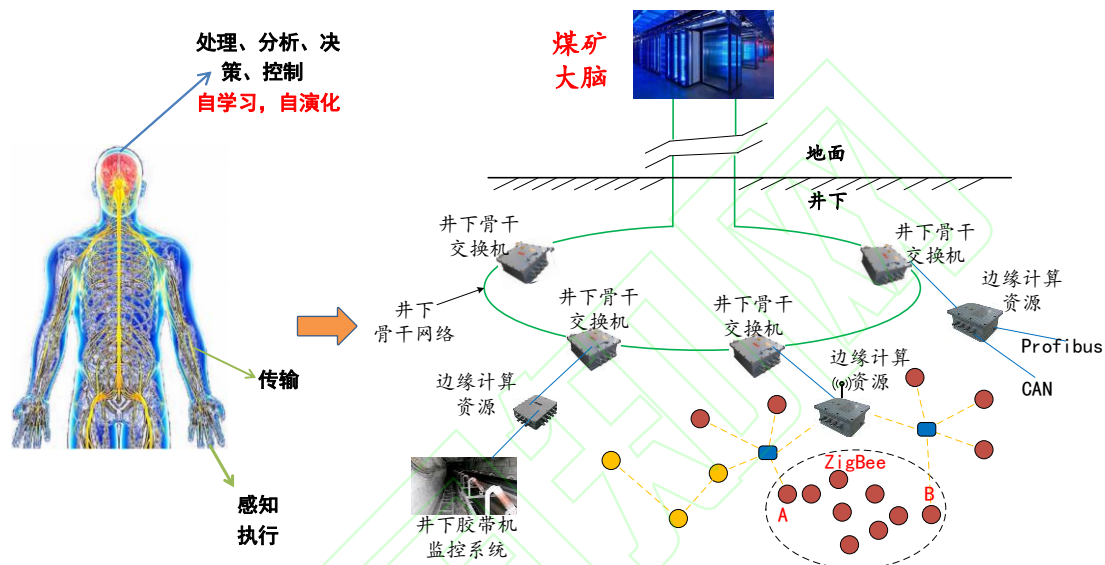 处理、分析、决
策、控制
自学习，自演化
传输
感知
执行
煤矿
大脑
地面
井下
井下骨干
交换机
井下骨干
交换机
井下骨干
交换机
井下骨干
交换机
井下
骨干网络
边缘计算
资源
Profibus
CAN
边缘计算
资源
边缘计算
资源
井下胶带机
监控系统
ZigBee
A
B